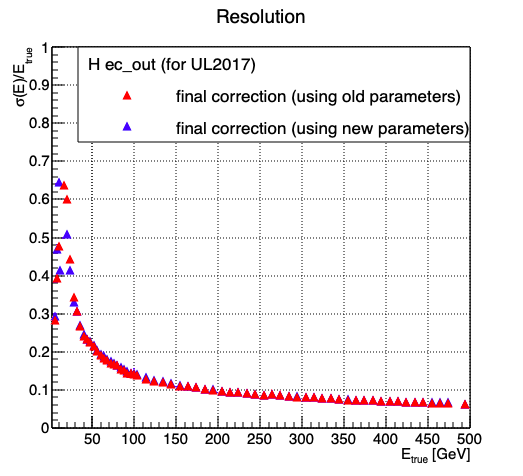 Resolution
σ(E)/E_true
H ec_out (for UL2017)
final correction (using old parameters)
final correction (using new parameters)
1
0.9
0.8
0.7
0.6
0.5
0.4
0.3
0.2
0.1
0
50 100 150 200 250 300 350 400 450 500
E_true [GeV]